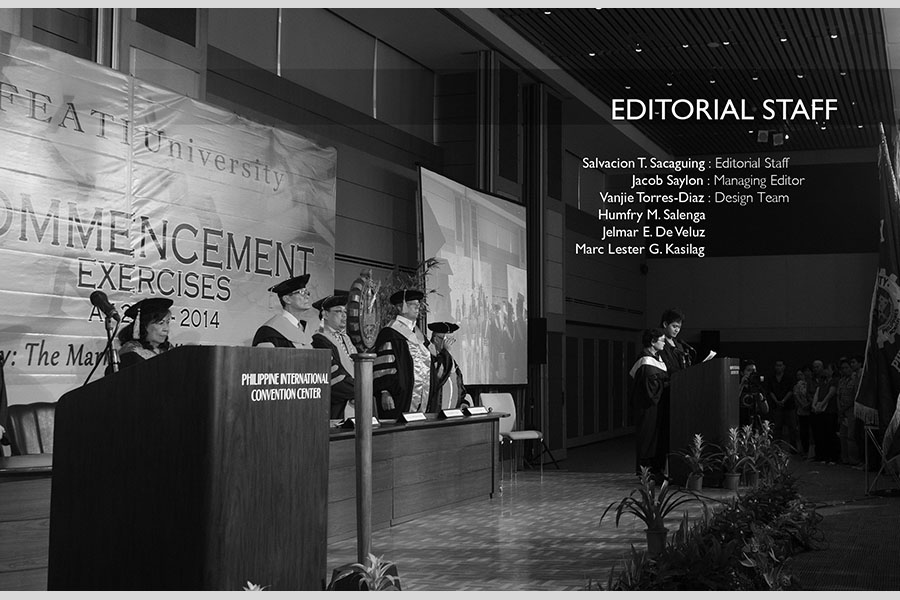 FEATI University
COMMENCEMENT
EXERCISES
2014
The
PHILIPPINE INTERNATIONAL
CONVENTION CENTER
EDITORIAL STAFF
Salvacion T. Sacaguing : Editorial Staff
Jacob Saylon : Managing Editor
Vanjie Torres-Diaz : Design Team
Humfry M. Salenga
Jelmar E. De Veluz
Marc Lester G. Kasilag